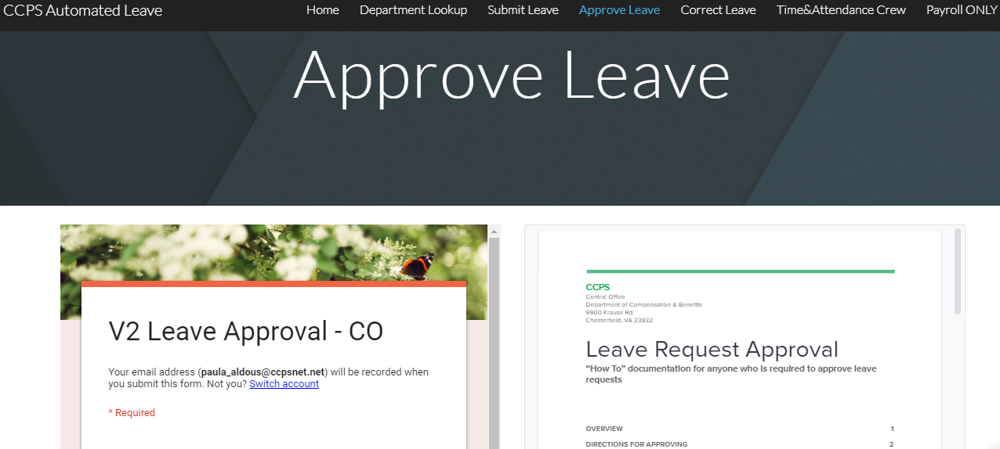 CCPS Automated Leave
Home Department Lookup Submit Leave Approve Leave Correct Leave Time&Attendance Crew Payroll ONLY
Approve Leave
V2 Leave Approval - CO
Your email address (paula_aldous@ccpsnet.net) will be recorded when
you submit this form. Not you? Switch account
* Required
CCPS
Central Office
Department of Compensation & Benefits
9900 Krause Rd.
Chesterfield, VA 23832
Leave Request Approval
“How To” documentation for anyone who is required to approve leave
requests
OVERVIEW 1
DIRECTIONS FOR APPROVING 2